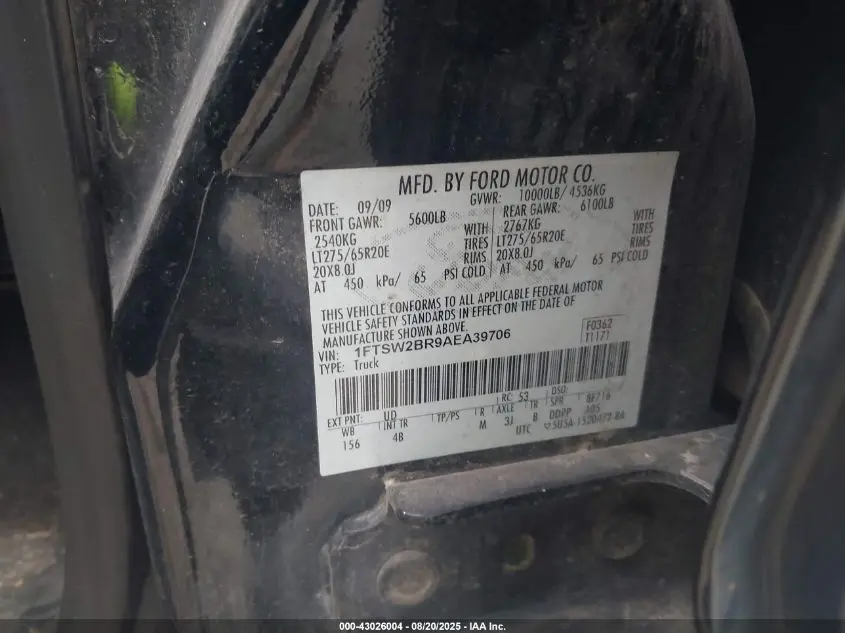 MFD. BY FORD MOTOR CO.
DATE: 09/09 GVWR: 10000LB/ 4536KG
FRONT GAWR: 5600LB REAR GAWR: 6100LB
2540KG WITH 2767KG WITH
LT275/65R20E TIRES LT275/65R20E TIRES
20X8.0J RIMS 20X8.0J RIMS
AT 450 kPa/ 65 PSI COLD AT 450 kPa/ 65 PSI COLD
THIS VEHICLE CONFORMS TO ALL APPLICABLE FEDERAL MOTOR
VEHICLE SAFETY STANDARDS IN EFFECT ON THE DATE OF
MANUFACTURE SHOWN ABOVE.
VIN: 1FTSW2BR9AEA39706 F0362
TYPE: Truck T1171
RC: 53 DSO:
EXT PNT: UD TP/PS R AXLE TR SPR 8F716
WB INT TR M 3J B DDPP
156 4B UTC
000-43026004 - 08/20/2025 - IAA Inc.